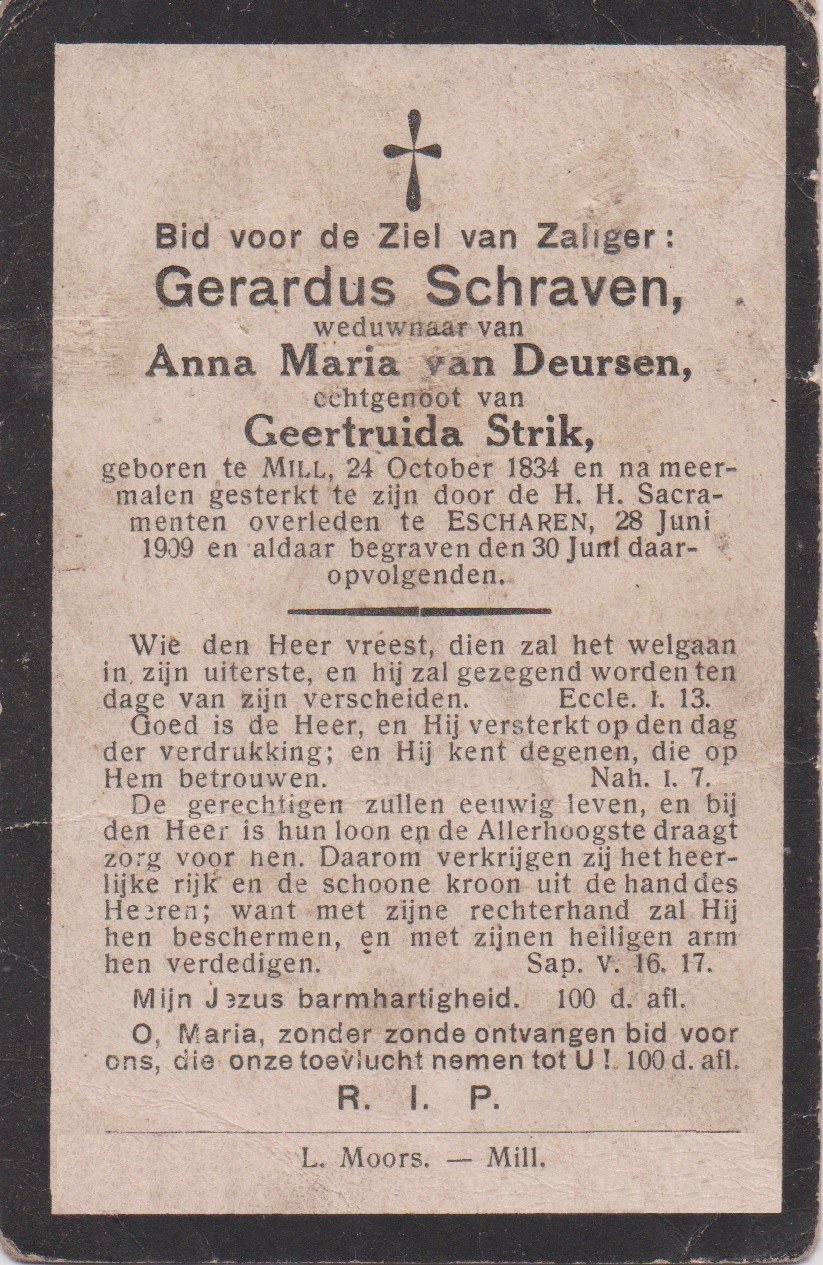 Bid voor de Ziel van Zaliger:
Gerardus Schraven,
weduwnaar van
Anna Maria van Deursen,
echtgenoot van
Geertruida Strik,
geboren te MILL, 24 October 1834 en na meer-
malen gesterkt te zijn door de H. H. Sacra-
menten overleden te ESCHAREN, 28 Juni
1909 en aldaar begraven den 30 Juni daar-
opvolgenden.
Wie den Heer vreest, dien zal het welgaan
in zijn uiterste, en hij zal gezegend worden ten
dage van zijn verscheiden. Eccle. I. 13.
Goed is de Heer, en Hij versterkt op den dag
der verdrukking; en Hij kent degenen, die op
Hem betrouwen. Nah. I. 7.
De gerechtigen zullen eeuwig leven, en bij
den Heer is hun loon en de Allerhoogste draagt
zorg voor hen. Daarom verkrijgen zij het heer-
lijke rijk en de schoone kroon uit de hand des
Heeren; want met zijne rechterhand zal Hij
hen beschermen, en met zijnen heiligen arm
hen verdedigen. Sap. V. 16. 17.
Mijn Jezus barmhartigheid. 100 d. afl.
O, Maria, zonder zonde ontvangen bid voor
ons, die onze toevlucht nemen tot U! 100 d. afl.
R. I. P.
L. Moors. — Mill.